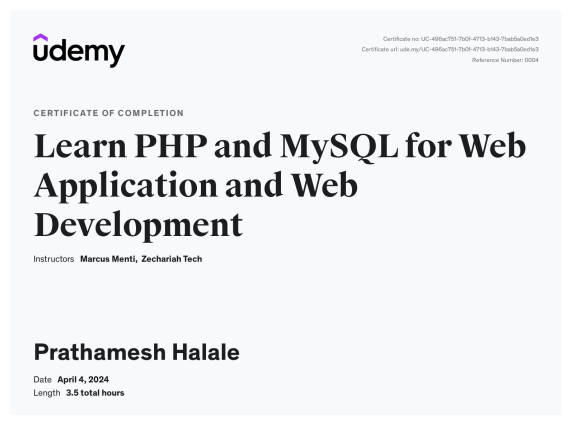 udemy
Certificate no: UC-496ac751-7b0f-4713-b143-7bab5a0ed1e3
Certificate url: ude.my/UC-496ac751-7b0f-4713-b143-7bab5a0ed1e3
Reference Number: 0004
CERTIFICATE OF COMPLETION
Learn PHP and MySQL for Web
Application and Web
Development
Instructors Marcus Menti, Zechariah Tech
Prathamesh Halale
Date April 4, 2024
Length 3.5 total hours